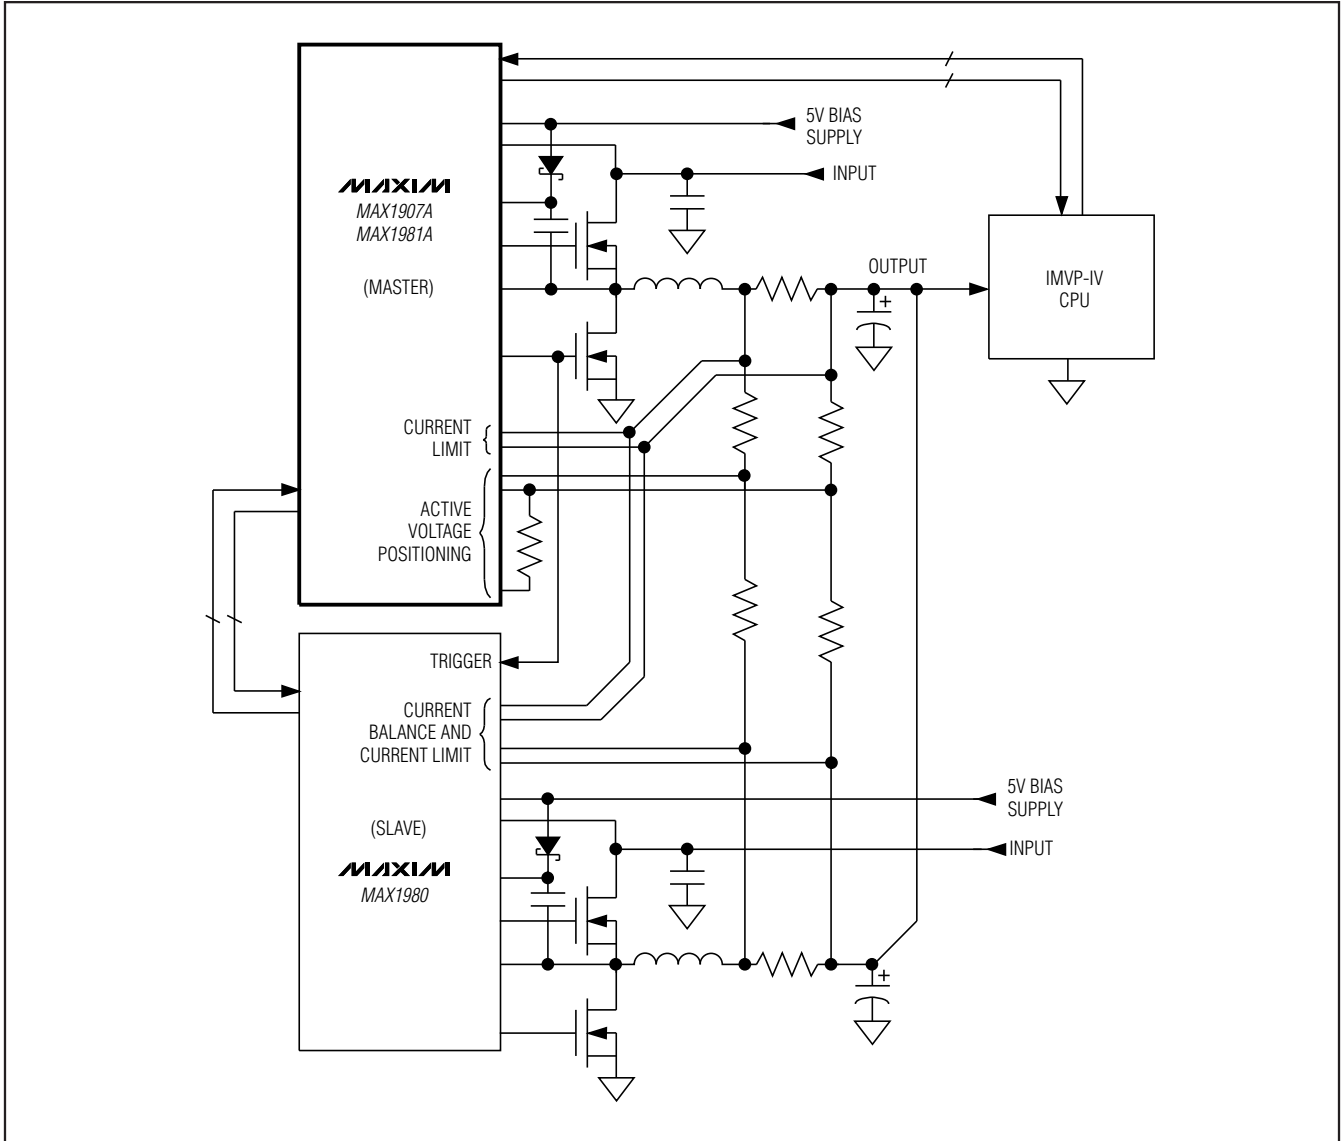 5V BIAS
SUPPLY
INPUT
MAXIM
MAX1907A
MAX1981A
(MASTER)
OUTPUT
+
IMVP-IV
CPU
CURRENT
LIMIT
ACTIVE
VOLTAGE
POSITIONING
TRIGGER
CURRENT
BALANCE AND
CURRENT LIMIT
5V BIAS
SUPPLY
(SLAVE)
INPUT
MAXIM
MAX1980
+